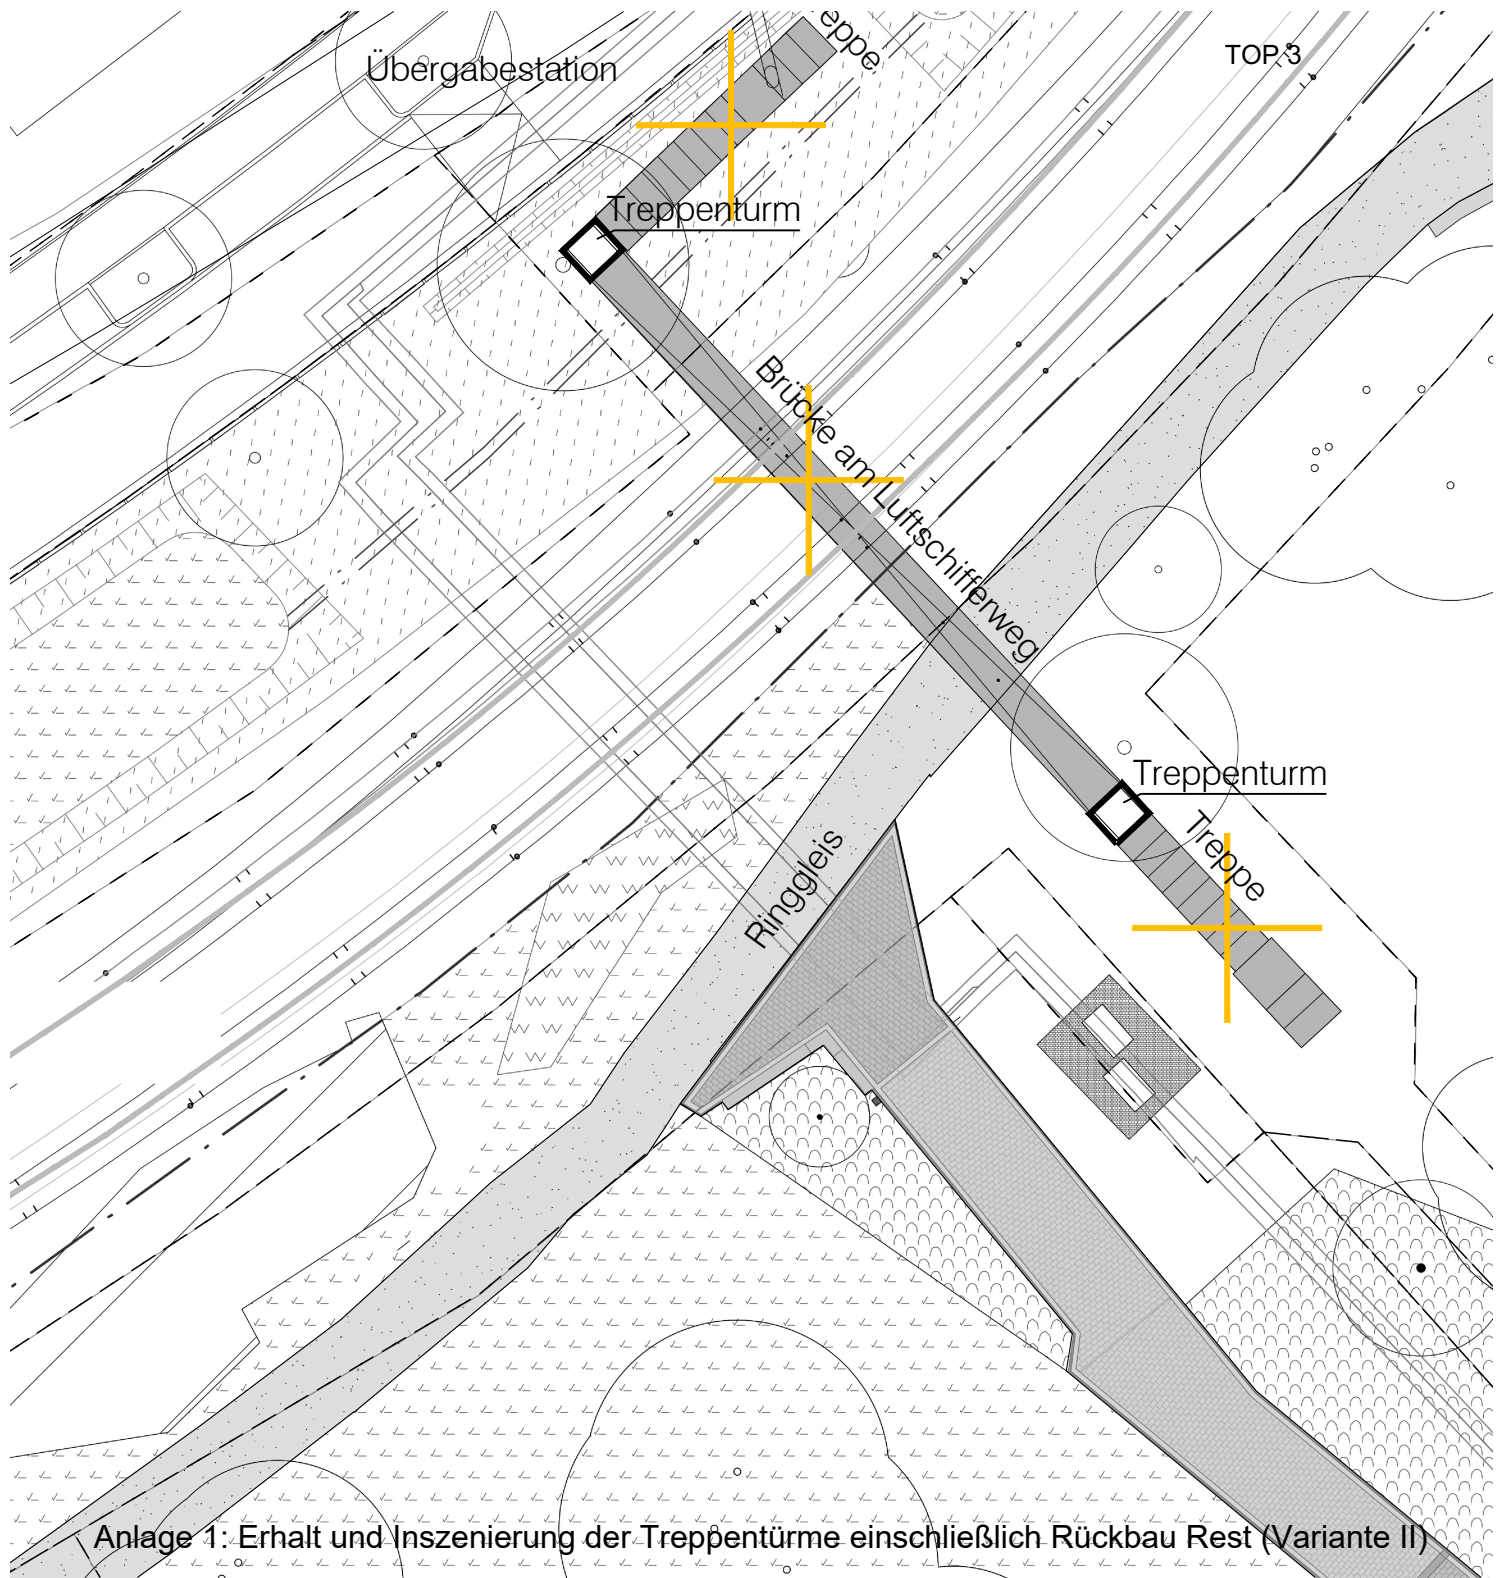 TOP 3
Übergabestation
eppe
Treppenturm
Brücke am Luftschifferweg
Treppenturm
Treppe
Ringgleis
Anlage 1: Erhalt und Inszenierung der Treppentürme einschließlich Rückbau Rest (Variante II)